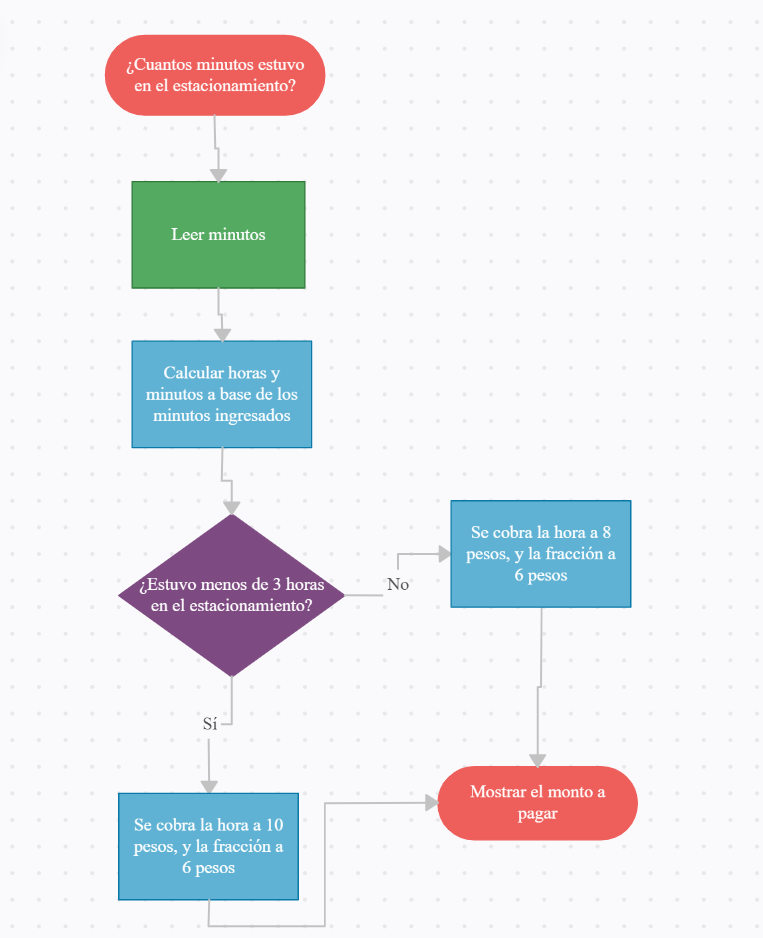 ¿Cuantos minutos estuvo
en el estacionamiento?
Leer minutos
Calcular horas y
minutos a base de los
minutos ingresados
¿Estuvo menos de 3 horas
en el estacionamiento?
No
Se cobra la hora a 8
pesos, y la fracción a
6 pesos
Sí
Se cobra la hora a 10
pesos, y la fracción a
6 pesos
Mostrar el monto a
pagar